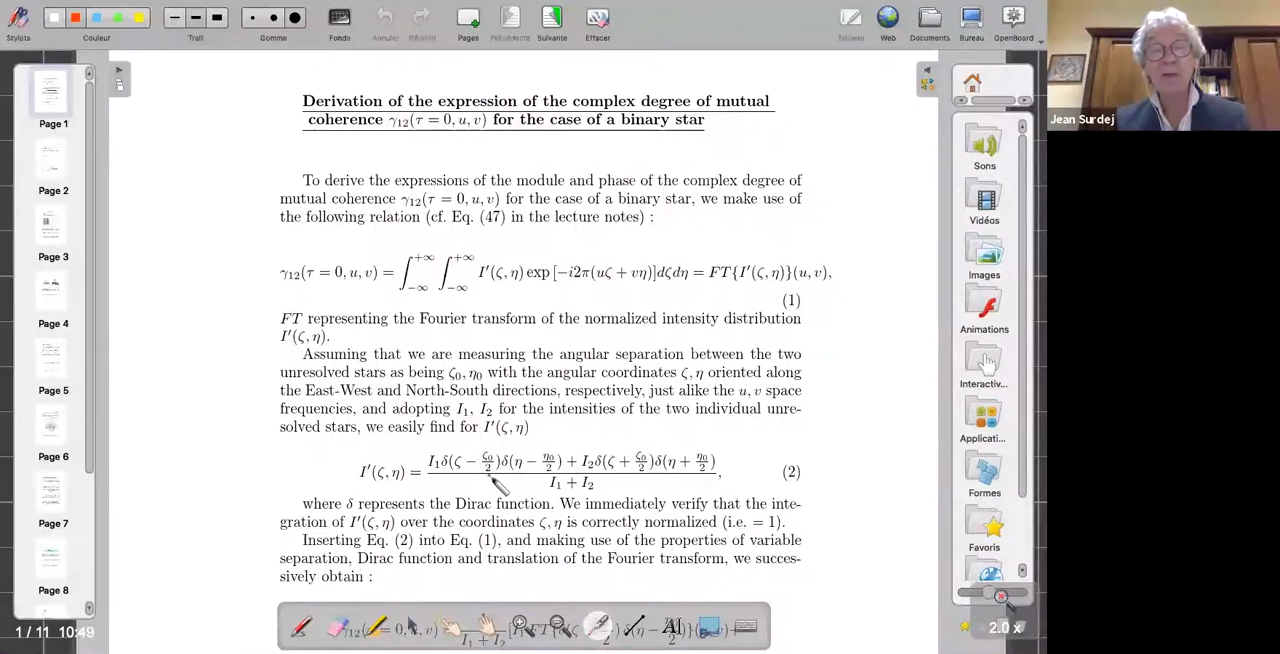 Stylets
Couleur
Trait
Gomme
Fonds
Annuler
Rétablir
Pages
Précédente
Suivante
Effacer
Tableau
Web
Documents
Bureau
OpenBoard
Page 1
Page 2
Page 3
Page 4
Page 5
Page 6
Page 7
Page 8
1 / 11 10:49
Derivation of the expression of the complex degree of mutual
coherence γ₁₂(τ = 0, u, v) for the case of a binary star
To derive the expressions of the module and phase of the complex degree of
mutual coherence γ₁₂(τ = 0, u, v) for the case of a binary star, we make use of
the following relation (cf. Eq. (47) in the lecture notes) :
γ₁₂(τ = 0, u, v) = ∫_{−∞}^{+∞} ∫_{−∞}^{+∞} I′(ζ, η) exp [−i2π(uζ + vη)]dζdη = FT{I′(ζ, η)}(u, v),
(1)
FT representing the Fourier transform of the normalized intensity distribution
I′(ζ, η).
Assuming that we are measuring the angular separation between the two
unresolved stars as being ζ₀, η₀ with the angular coordinates ζ, η oriented along
the East-West and North-South directions, respectively, just alike the u, v space
frequencies, and adopting I₁, I₂ for the intensities of the two individual unre-
solved stars, we easily find for I′(ζ, η)
I′(ζ, η) = (I₁δ(ζ − ζ₀/2)δ(η − η₀/2) + I₂δ(ζ + ζ₀/2)δ(η + η₀/2)) / (I₁ + I₂), (2)
where δ represents the Dirac function. We immediately verify that the inte-
gration of I′(ζ, η) over the coordinates ζ, η is correctly normalized (i.e. = 1).
Inserting Eq. (2) into Eq. (1), and making use of the properties of variable
separation, Dirac function and translation of the Fourier transform, we succes-
sively obtain :
Sons
Vidéos
Images
Animations
Interactiv...
Applicati...
Formes
Favoris
2.0 x
Jean Surdej